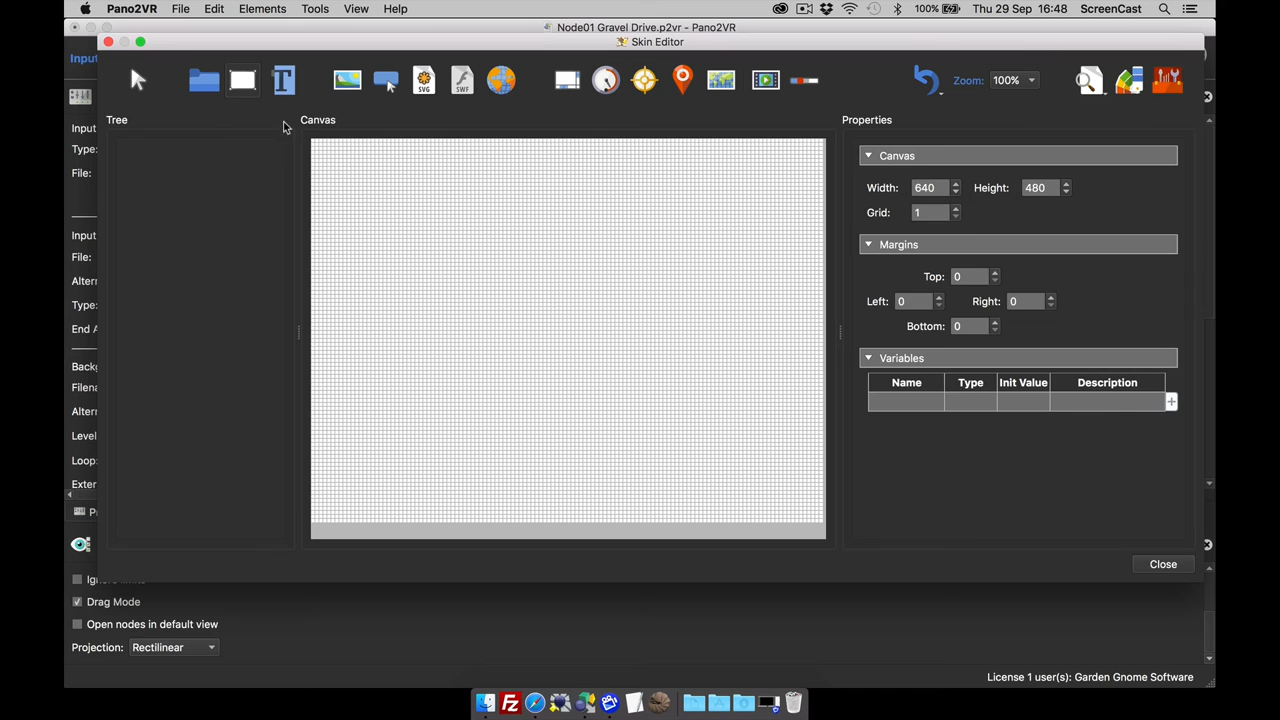 Pano2VR File Edit Elements Tools View Help 100% Thu 29 Sep 16:48 ScreenCast
Node01 Gravel Drive.p2vr - Pano2VR
Skin Editor
Input
T SVG SWF Zoom: 100%
Tree Canvas Properties
Input
Type:
File:
Input
File:
Altern
Type:
End A
Backg
Filena
Altern
Level
Loop:
Exter
P
Canvas
Width: 640 Height: 480
Grid: 1
Margins
Top: 0
Left: 0 Right: 0
Bottom: 0
Variables
Name Type Init Value Description
+
Close
Drag Mode
Open nodes in default view
Projection: Rectilinear
License 1 user(s): Garden Gnome Software